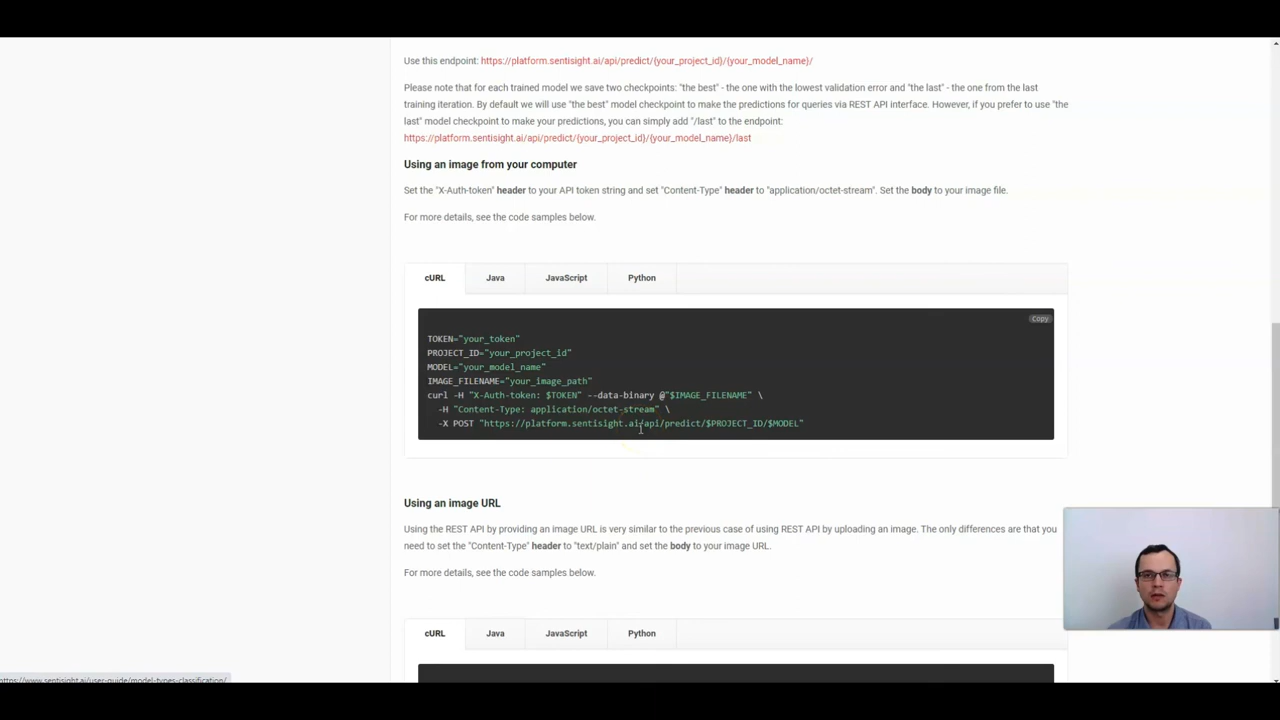 Use this endpoint: https://platform.sentisight.ai/api/predict/{your_project_id}/{your_model_name}/
Please note that for each trained model we save two checkpoints: "the best" - the one with the lowest validation error and "the last" - the one from the last
training iteration. By default we will use "the best" model checkpoint to make the predictions for queries via REST API interface. However, if you prefer to use "the
last" model checkpoint to make your predictions, you can simply add "/last" to the endpoint:
https://platform.sentisight.ai/api/predict/{your_project_id}/{your_model_name}/last
Using an image from your computer
Set the "X-Auth-token" header to your API token string and set "Content-Type" header to "application/octet-stream". Set the body to your image file.
For more details, see the code samples below.
cURL Java JavaScript Python
Copy
TOKEN="your_token"
PROJECT_ID="your_project_id"
MODEL="your_model_name"
IMAGE_FILENAME="your_image_path"
curl -H "X-Auth-token: $TOKEN" --data-binary @"$IMAGE_FILENAME" \
-H "Content-Type: application/octet-stream" \
-X POST "https://platform.sentisight.ai/api/predict/$PROJECT_ID/$MODEL"
Using an image URL
Using the REST API by providing an image URL is very similar to the previous case of using REST API by uploading an image. The only differences are that you
need to set the "Content-Type" header to "text/plain" and set the body to your image URL.
For more details, see the code samples below.
cURL Java JavaScript Python
https://www.sentisight.ai/user-guide/model-types-classification/